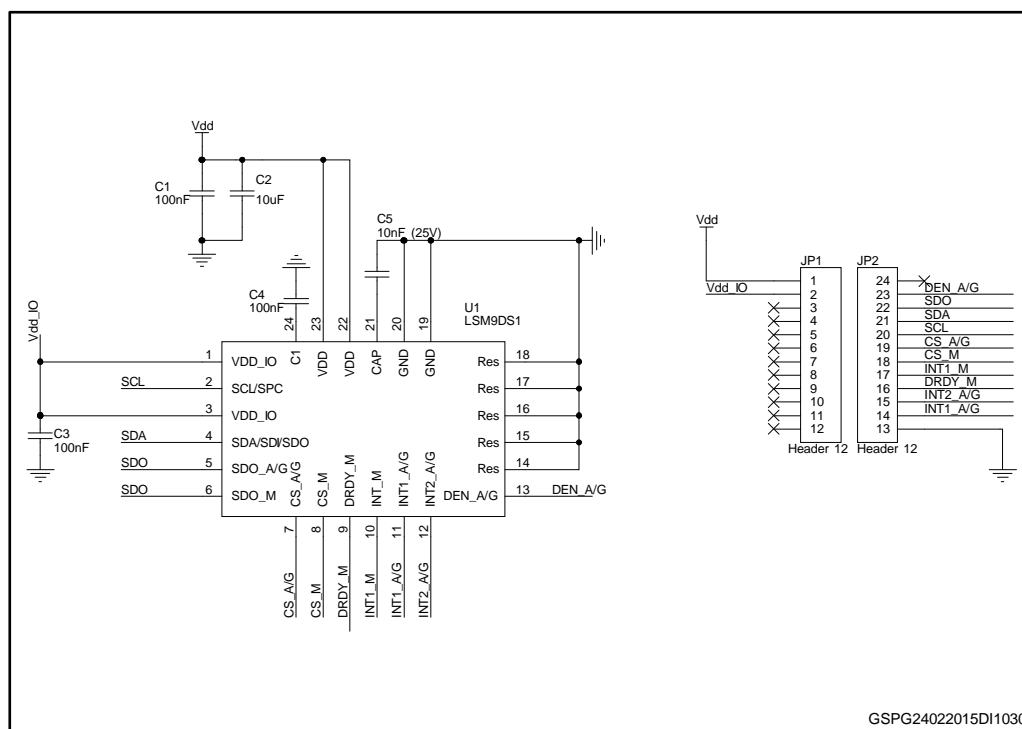 Vdd
C1
100nF
C2
10uF
C5
10nF (25V)
C4
100nF
Vdd_IO
C3
100nF
U1
LSM9DS1
24
23
22
21
20
19
C1
VDD
VDD
CAP
GND
GND
1
VDD_IO
2
SCL/SPC
3
VDD_IO
4
SDA/SDI/SDO
5
SDO_A/G
6
SDO_M
SCL
SDA
SDO
SDO
Res
18
Res
17
Res
16
Res
15
Res
14
DEN_A/G
13
DEN_A/G
CS_A/G
CS_M
DRDY_M
INT_M
INT1_A/G
INT2_A/G
7
8
9
10
11
12
CS_A/G
CS_M
DRDY_M
INT1_M
INT1_A/G
INT2_A/G
Vdd
Vdd_IO
JP1
1
2
3
4
5
6
7
8
9
10
11
12
Header 12
JP2
24
23
DEN_A/G
22
SDO
21
SDA
20
SCL
19
CS_A/G
18
CS_M
17
INT1_M
16
DRDY_M
15
INT2_A/G
14
INT1_A/G
13
Header 12
GSPG24022015DI1030